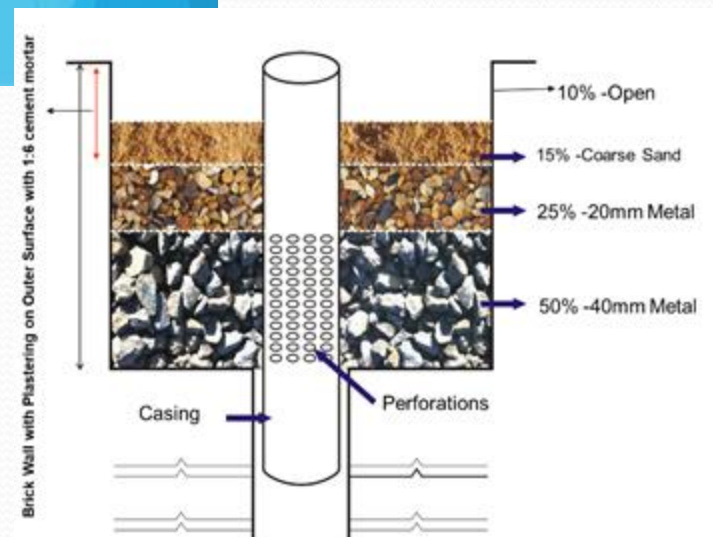 Brick Wall with Plastering on Outer Surface with 1:6 cement mortar
10% -Open
15% -Coarse Sand
25% -20mm Metal
50% -40mm Metal
Perforations
Casing